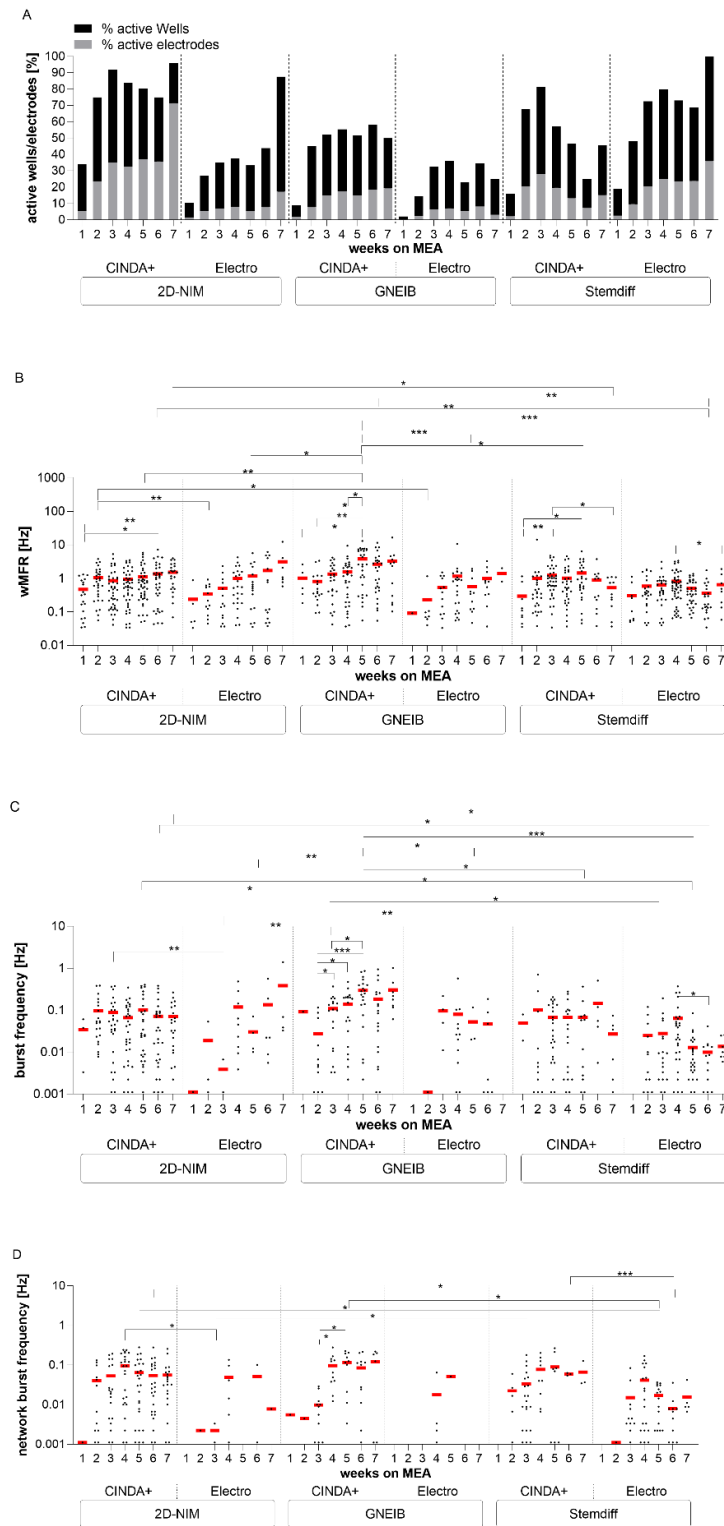 A
% active Wells
% active electrodes
active wells/electrodes [%]
100
90
80
70
60
50
40
30
20
10
0
1 2 3 4 5 6 7 1 2 3 4 5 6 7 1 2 3 4 5 6 7 1 2 3 4 5 6 7 1 2 3 4 5 6 7 1 2 3 4 5 6 7
weeks on MEA
CINDA+ Electro CINDA+ Electro CINDA+ Electro
2D-NIM GNEIB Stemdiff
B
*
**
**
***
***
*
*
**
*
**
*
wMFR [Hz]
1000
100
10
1
0.1
0.01
**
*
*
**
*
*
*
**
*
1 2 3 4 5 6 7 1 2 3 4 5 6 7 1 2 3 4 5 6 7 1 2 3 4 5 6 7 1 2 3 4 5 6 7 1 2 3 4 5 6 7
weeks on MEA
CINDA+ Electro CINDA+ Electro CINDA+ Electro
2D-NIM GNEIB Stemdiff
C
*
*
***
*
**
*
*
*
*
burst frequency [Hz]
10
1
0.1
0.01
0.001
**
**
**
*
***
*
*
*
1 2 3 4 5 6 7 1 2 3 4 5 6 7 1 2 3 4 5 6 7 1 2 3 4 5 6 7 1 2 3 4 5 6 7 1 2 3 4 5 6 7
weeks on MEA
CINDA+ Electro CINDA+ Electro CINDA+ Electro
2D-NIM GNEIB Stemdiff
D
network burst frequency [Hz]
10
1
0.1
0.01
0.001
***
*
*
*
*
*
*
*
1 2 3 4 5 6 7 1 2 3 4 5 6 7 1 2 3 4 5 6 7 1 2 3 4 5 6 7 1 2 3 4 5 6 7 1 2 3 4 5 6 7
weeks on MEA
CINDA+ Electro CINDA+ Electro CINDA+ Electro
2D-NIM GNEIB Stemdiff